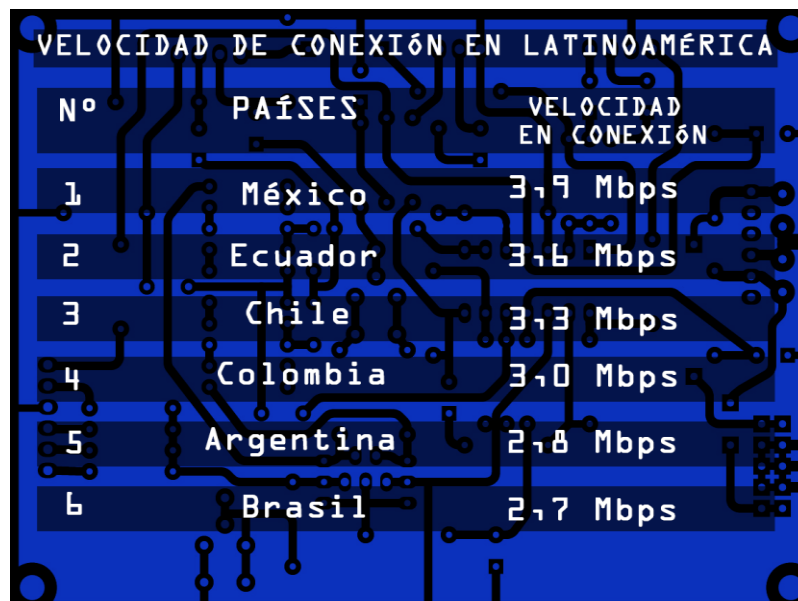 VELOCIDAD DE CONEXIÓN EN LATINOAMÉRICA
Nº PAÍSES VELOCIDAD
EN CONEXIÓN
1 México 3,9 Mbps
2 Ecuador 3,6 Mbps
3 Chile 3,3 Mbps
4 Colombia 3,0 Mbps
5 Argentina 2,8 Mbps
6 Brasil 2,7 Mbps